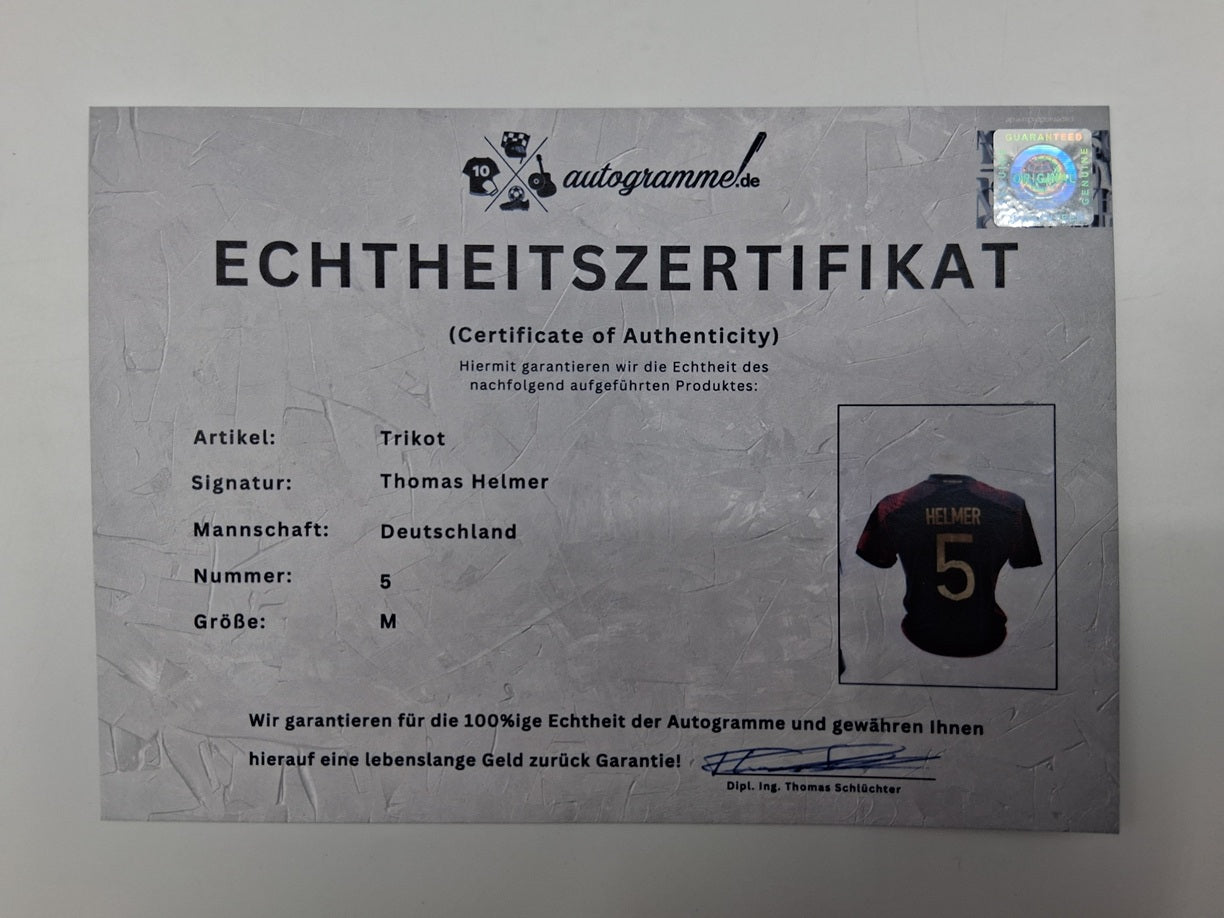 10
autogramme!.de
GUARANTEED
GENUINE
ORIGINAL
ECHTHEITSZERTIFIKAT
(Certificate of Authenticity)
Hiermit garantieren wir die Echtheit des
nachfolgend aufgeführten Produktes:
Artikel: Trikot
Signatur: Thomas Helmer
Mannschaft: Deutschland
Nummer: 5
Größe: M
HELMER
5
Wir garantieren für die 100%ige Echtheit der Autogramme und gewähren Ihnen
hierauf eine lebenslange Geld zurück Garantie!
Dipl. Ing. Thomas Schlüchter